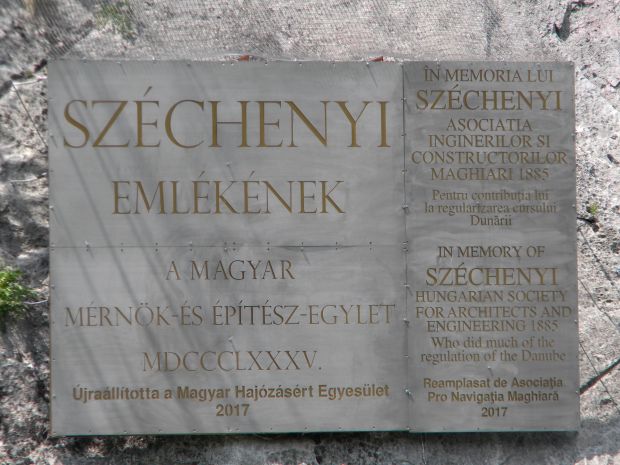 SZÉCHENYI
EMLÉKÉNEK
A MAGYAR
MÉRNÖK-ÉS ÉPÍTÉSZ-EGYLET
MDCCCLXXXV.
Újraállította a Magyar Hajózásért Egyesület
2017
ÎN MEMORIA LUI
SZÉCHENYI
ASOCIATIA
INGINERILOR SI
CONSTRUCTORILOR
MAGHIARI 1885
Pentru contribuția lui
la regularizarea cursului
Dunării
IN MEMORY OF
SZÉCHENYI
HUNGARIAN SOCIETY
FOR ARCHITECTS AND
ENGINEERING 1885
Who did much of the
regulation of the Danube
Reamplasat de Asociația
Pro Navigația Maghiară
2017